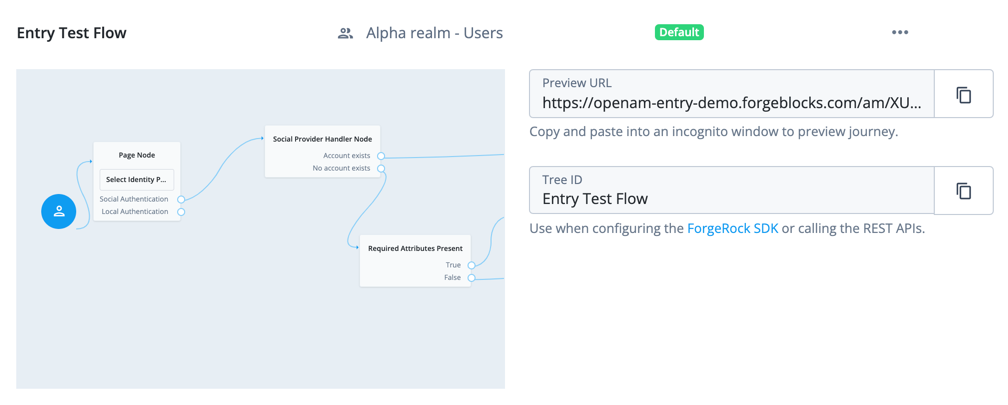 Entry Test Flow
Alpha realm - Users
Default
Page Node
Select Identity P...
Social Authentication
Local Authentication
Social Provider Handler Node
Account exists
No account exists
Required Attributes Present
True
False
Preview URL
https://openam-entry-demo.forgeblocks.com/am/XU...
Copy and paste into an incognito window to preview journey.
Tree ID
Entry Test Flow
Use when configuring the ForgeRock SDK or calling the REST APIs.